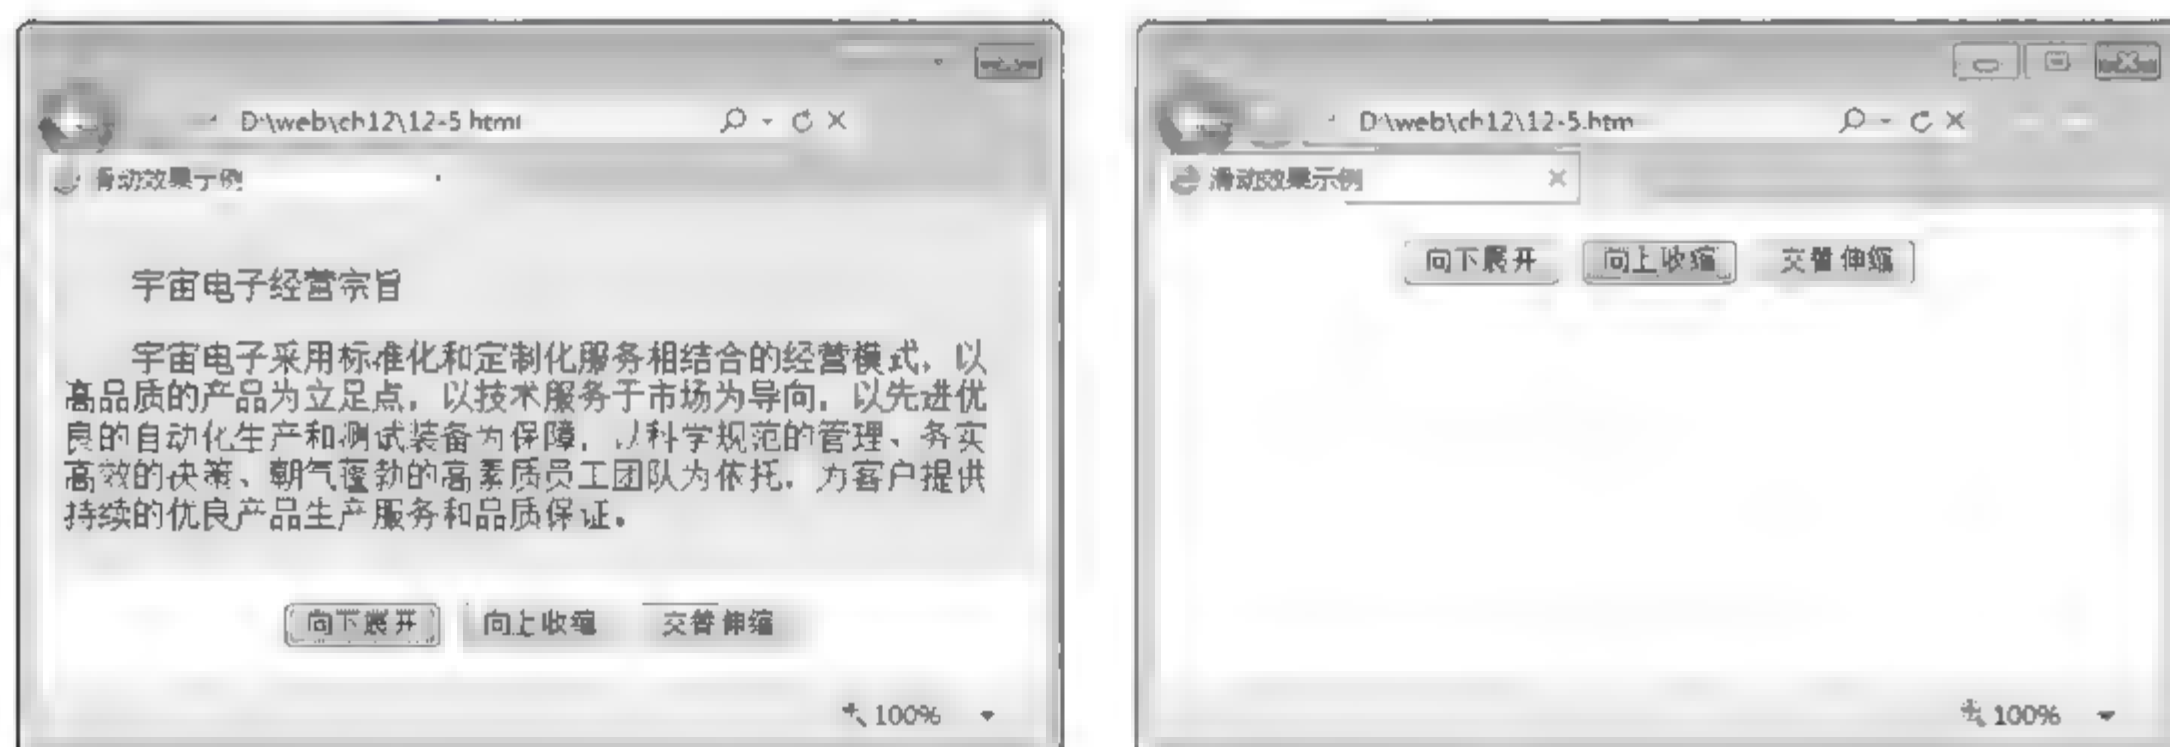 D:\web\ch12\12-5 html
滑动效果示例
宇宙电子经营宗旨
宇宙电子采用标准化和定制化服务相结合的经营模式，以
高品质的产品为立足点，以技术服务于市场为导向，以先进优
良的自动化生产和测试装备为保障，以科学规范的管理、务实
高效的决策、朝气蓬勃的高素质员工团队为依托，为客户提供
持续的优良产品生产服务和品质保证。
向下展开 向上收缩 交替伸缩
100%
D:\web\ch12\12-5.htm
滑动效果示例
向下展开 向上收缩 交替伸缩
100%